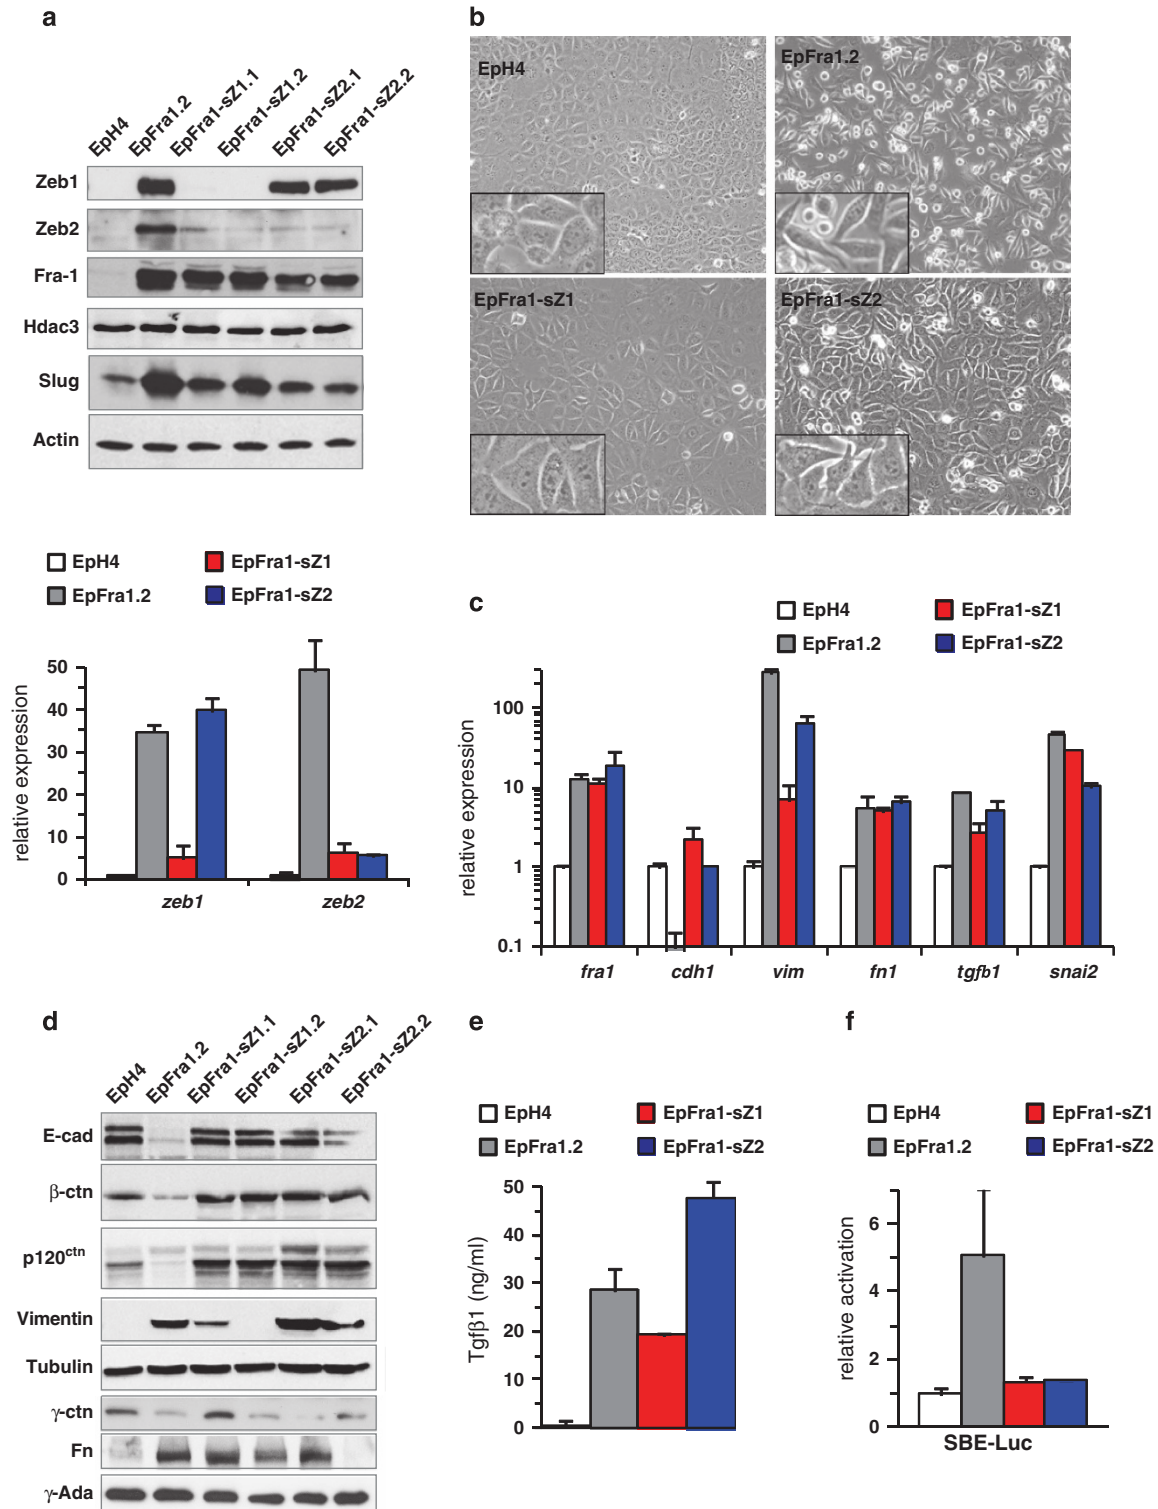 a
EpH4
EpFra1.2
EpFra1-sZ1.1
EpFra1-sZ1.2
EpFra1-sZ2.1
EpFra1-sZ2.2
Zeb1
Zeb2
Fra-1
Hdac3
Slug
Actin
EpH4
EpFra1-sZ1
EpFra1.2
EpFra1-sZ2
relative expression
50
40
30
20
10
0
zeb1
zeb2
b
EpH4
EpFra1.2
EpFra1-sZ1
EpFra1-sZ2
c
EpH4
EpFra1-sZ1
EpFra1.2
EpFra1-sZ2
relative expression
100
10
1
0.1
fra1
cdh1
vim
fn1
tgfb1
snai2
d
EpH4
EpFra1.2
EpFra1-sZ1.1
EpFra1-sZ1.2
EpFra1-sZ2.1
EpFra1-sZ2.2
E-cad
β-ctn
p120ctn
Vimentin
Tubulin
γ-ctn
Fn
γ-Ada
e
EpH4
EpFra1-sZ1
EpFra1.2
EpFra1-sZ2
Tgfβ1 (ng/ml)
50
40
30
20
10
0
f
EpH4
EpFra1-sZ1
EpFra1.2
EpFra1-sZ2
relative activation
6
4
2
0
SBE-Luc